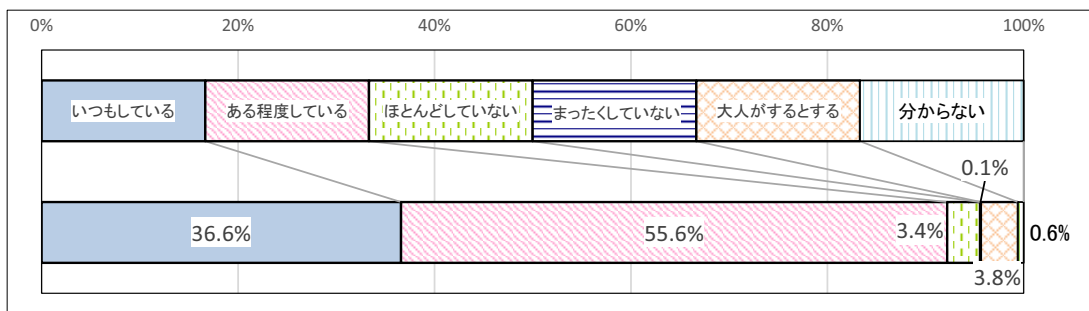 0% 20% 40% 60% 80% 100%
いつもしている ある程度している ほとんどしていない まったくしていない 大人がするとする 分からない
0.1%
36.6% 55.6% 3.4% 0.6%
3.8%